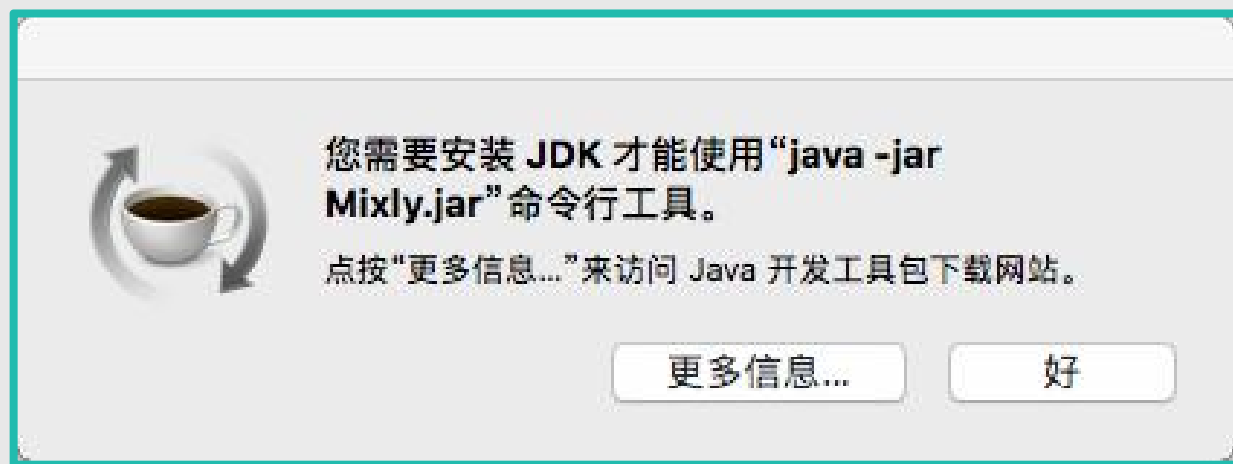 您需要安装 JDK 才能使用“java -jar
Mixly.jar”命令行工具。
点按“更多信息...”来访问 Java 开发工具包下载网站。
更多信息...
好